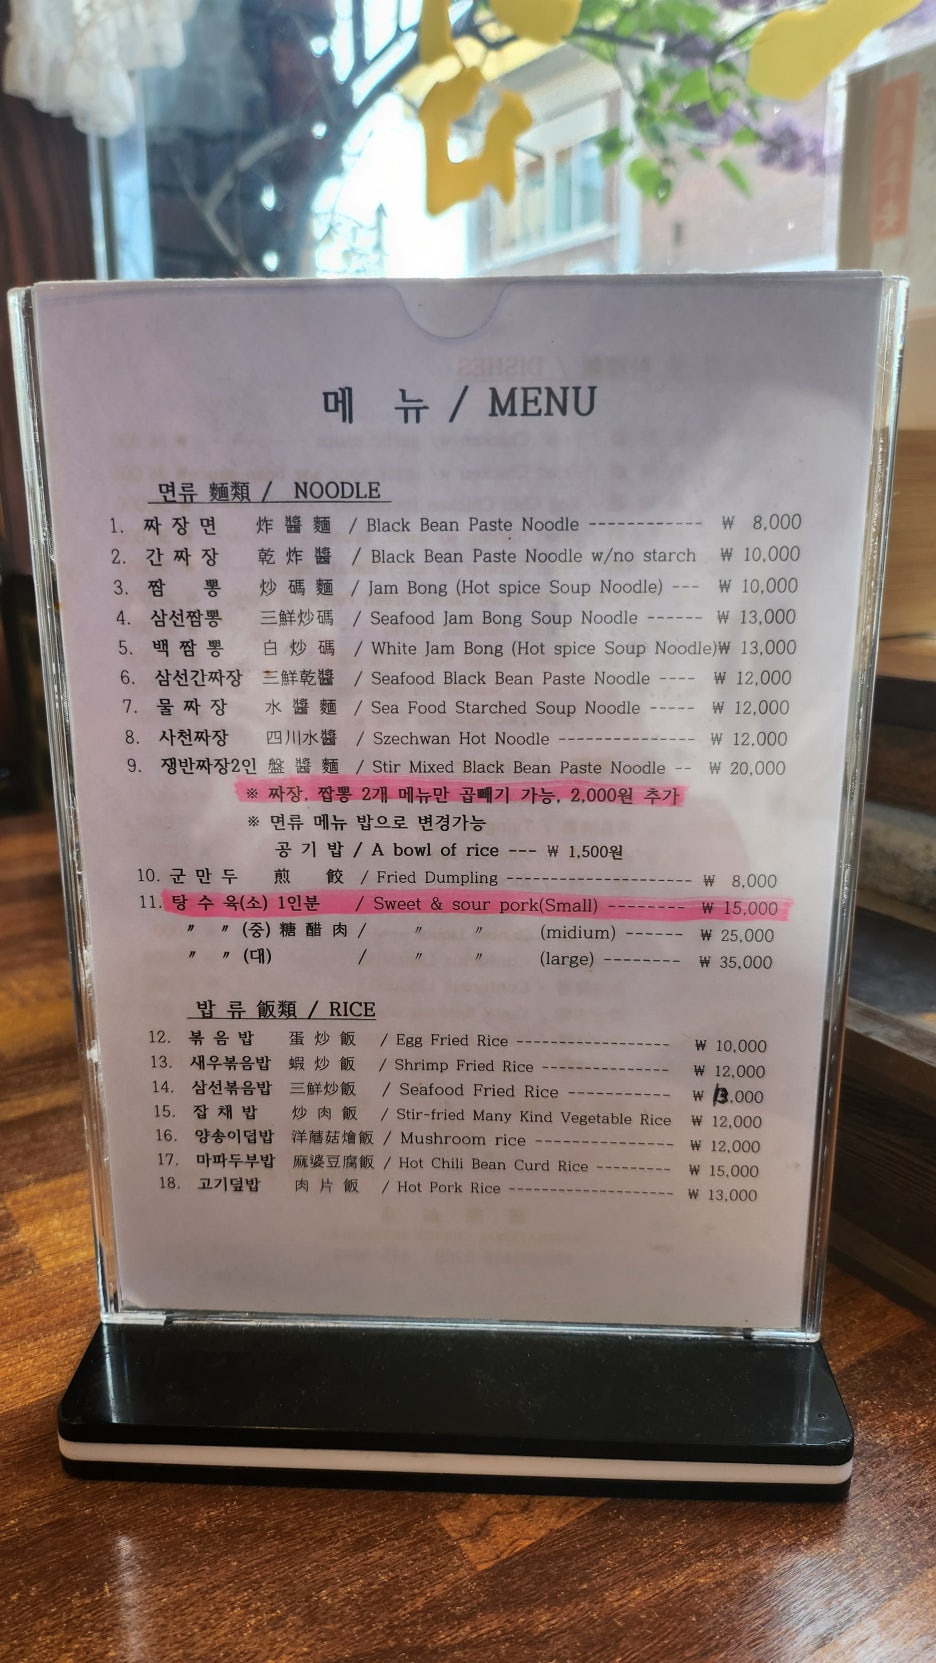 메 뉴 / MENU
면류 麵類 / NOODLE
1. 짜 장 면 炸 醬 麵 / Black Bean Paste Noodle ------------ ₩ 8,000
2. 간 짜 장 乾 炸 醬 / Black Bean Paste Noodle w/no starch ₩ 10,000
3. 짬 뽕 炒 碼 麵 / Jam Bong (Hot spice Soup Noodle) --- ₩ 10,000
4. 삼선짬뽕 三鮮炒碼 / Seafood Jam Bong Soup Noodle ------ ₩ 13,000
5. 백 짬 뽕 白 炒 碼 / White Jam Bong (Hot spice Soup Noodle)₩ 13,000
6. 삼선간짜장 三鮮乾醬 / Seafood Black Bean Paste Noodle ---- ₩ 12,000
7. 물 짜 장 水 醬 麵 / Sea Food Starched Soup Noodle ----- ₩ 12,000
8. 사천짜장 四川水醬 / Szechwan Hot Noodle --------------- ₩ 12,000
9. 쟁반짜장2인 盤 醬 麵 / Stir Mixed Black Bean Paste Noodle -- ₩ 20,000
※ 짜장, 짭뽕 2개 메뉴만 곱빼기 가능, 2,000원 추가
※ 면류 메뉴 밥으로 변경가능
공 기 밥 / A bowl of rice --- ₩ 1,500원
10. 군 만 두 煎 餃 / Fried Dumpling --------------------- ₩ 8,000
11. 탕 수 육(소) 1인분 / Sweet & sour pork(Small) --------- ₩ 15,000
〃 〃 (중) 糖 醋 肉 / 〃 〃 (midium) ------ ₩ 25,000
〃 〃 (대) / 〃 〃 (large) -------- ₩ 35,000
밥 류 飯類 / RICE
12. 볶 음 밥 蛋 炒 飯 / Egg Fried Rice ------------------ ₩ 10,000
13. 새우볶음밥 蝦 炒 飯 / Shrimp Fried Rice --------------- ₩ 12,000
14. 삼선볶음밥 三鮮炒飯 / Seafood Fried Rice -------------- ₩ 13,000
15. 잡 채 밥 炒 肉 飯 / Stir-fried Many Kind Vegetable Rice ₩ 12,000
16. 양송이덥밥 洋蘑菇燴飯 / Mushroom rice --------------- ₩ 12,000
17. 마파두부밥 麻婆豆腐飯 / Hot Chili Bean Curd Rice --------- ₩ 15,000
18. 고기덮밥 肉 片 飯 / Hot Pork Rice ------------------- ₩ 13,000